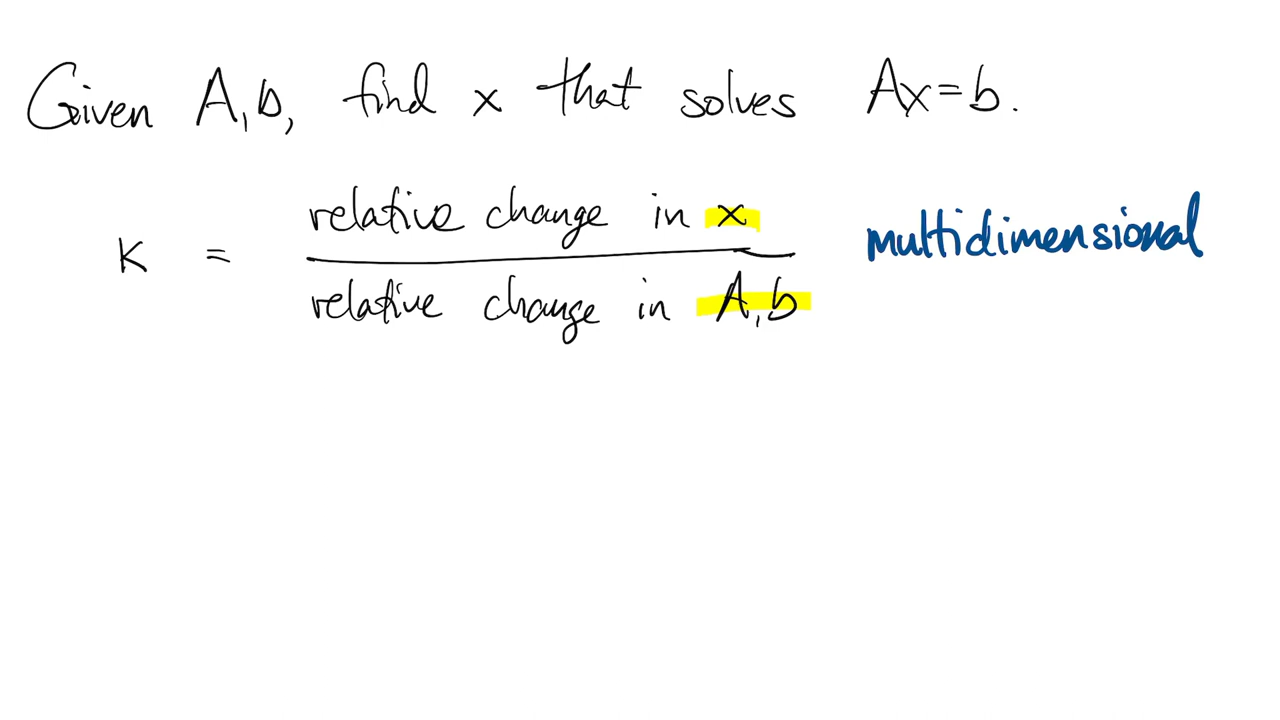 Given A, b, find x that solves Ax=b.
relative change in x
K = multidimensional
relative change in A, b